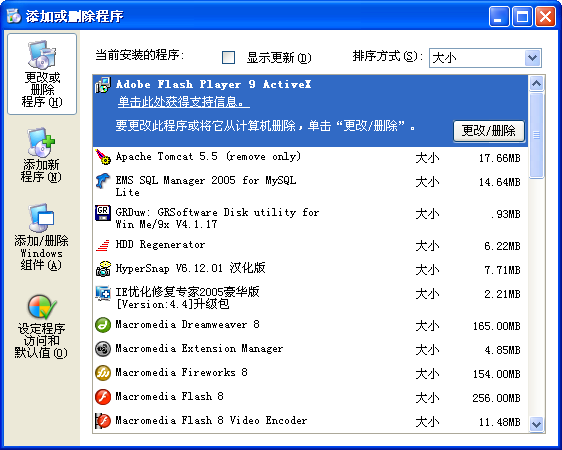 添加或删除程序
更改或
删除
程序(H)
添加新
程序(N)
添加/删除
Windows
组件(A)
设定程序
访问和
默认值(O)
当前安装的程序: 显示更新(D) 排序方式(S): 大小
Adobe Flash Player 9 ActiveX
单击此处获得支持信息。
要更改此程序或将它从计算机删除，单击“更改/删除”。 更改/删除
Apache Tomcat 5.5 (remove only) 大小 17.66MB
EMS SQL Manager 2005 for MySQL 大小 14.64MB
Lite
GRDuw: GRSoftware Disk utility for 大小 .93MB
Win Me/9x V4.1.17
HDD Regenerator 大小 6.22MB
HyperSnap V6.12.01 汉化版 大小 7.71MB
IE优化修复专家2005豪华版 大小 2.21MB
[Version:4.4]升级包
Macromedia Dreamweaver 8 大小 165.00MB
Macromedia Extension Manager 大小 4.85MB
Macromedia Fireworks 8 大小 154.00MB
Macromedia Flash 8 大小 256.00MB
Macromedia Flash 8 Video Encoder 大小 11.48MB